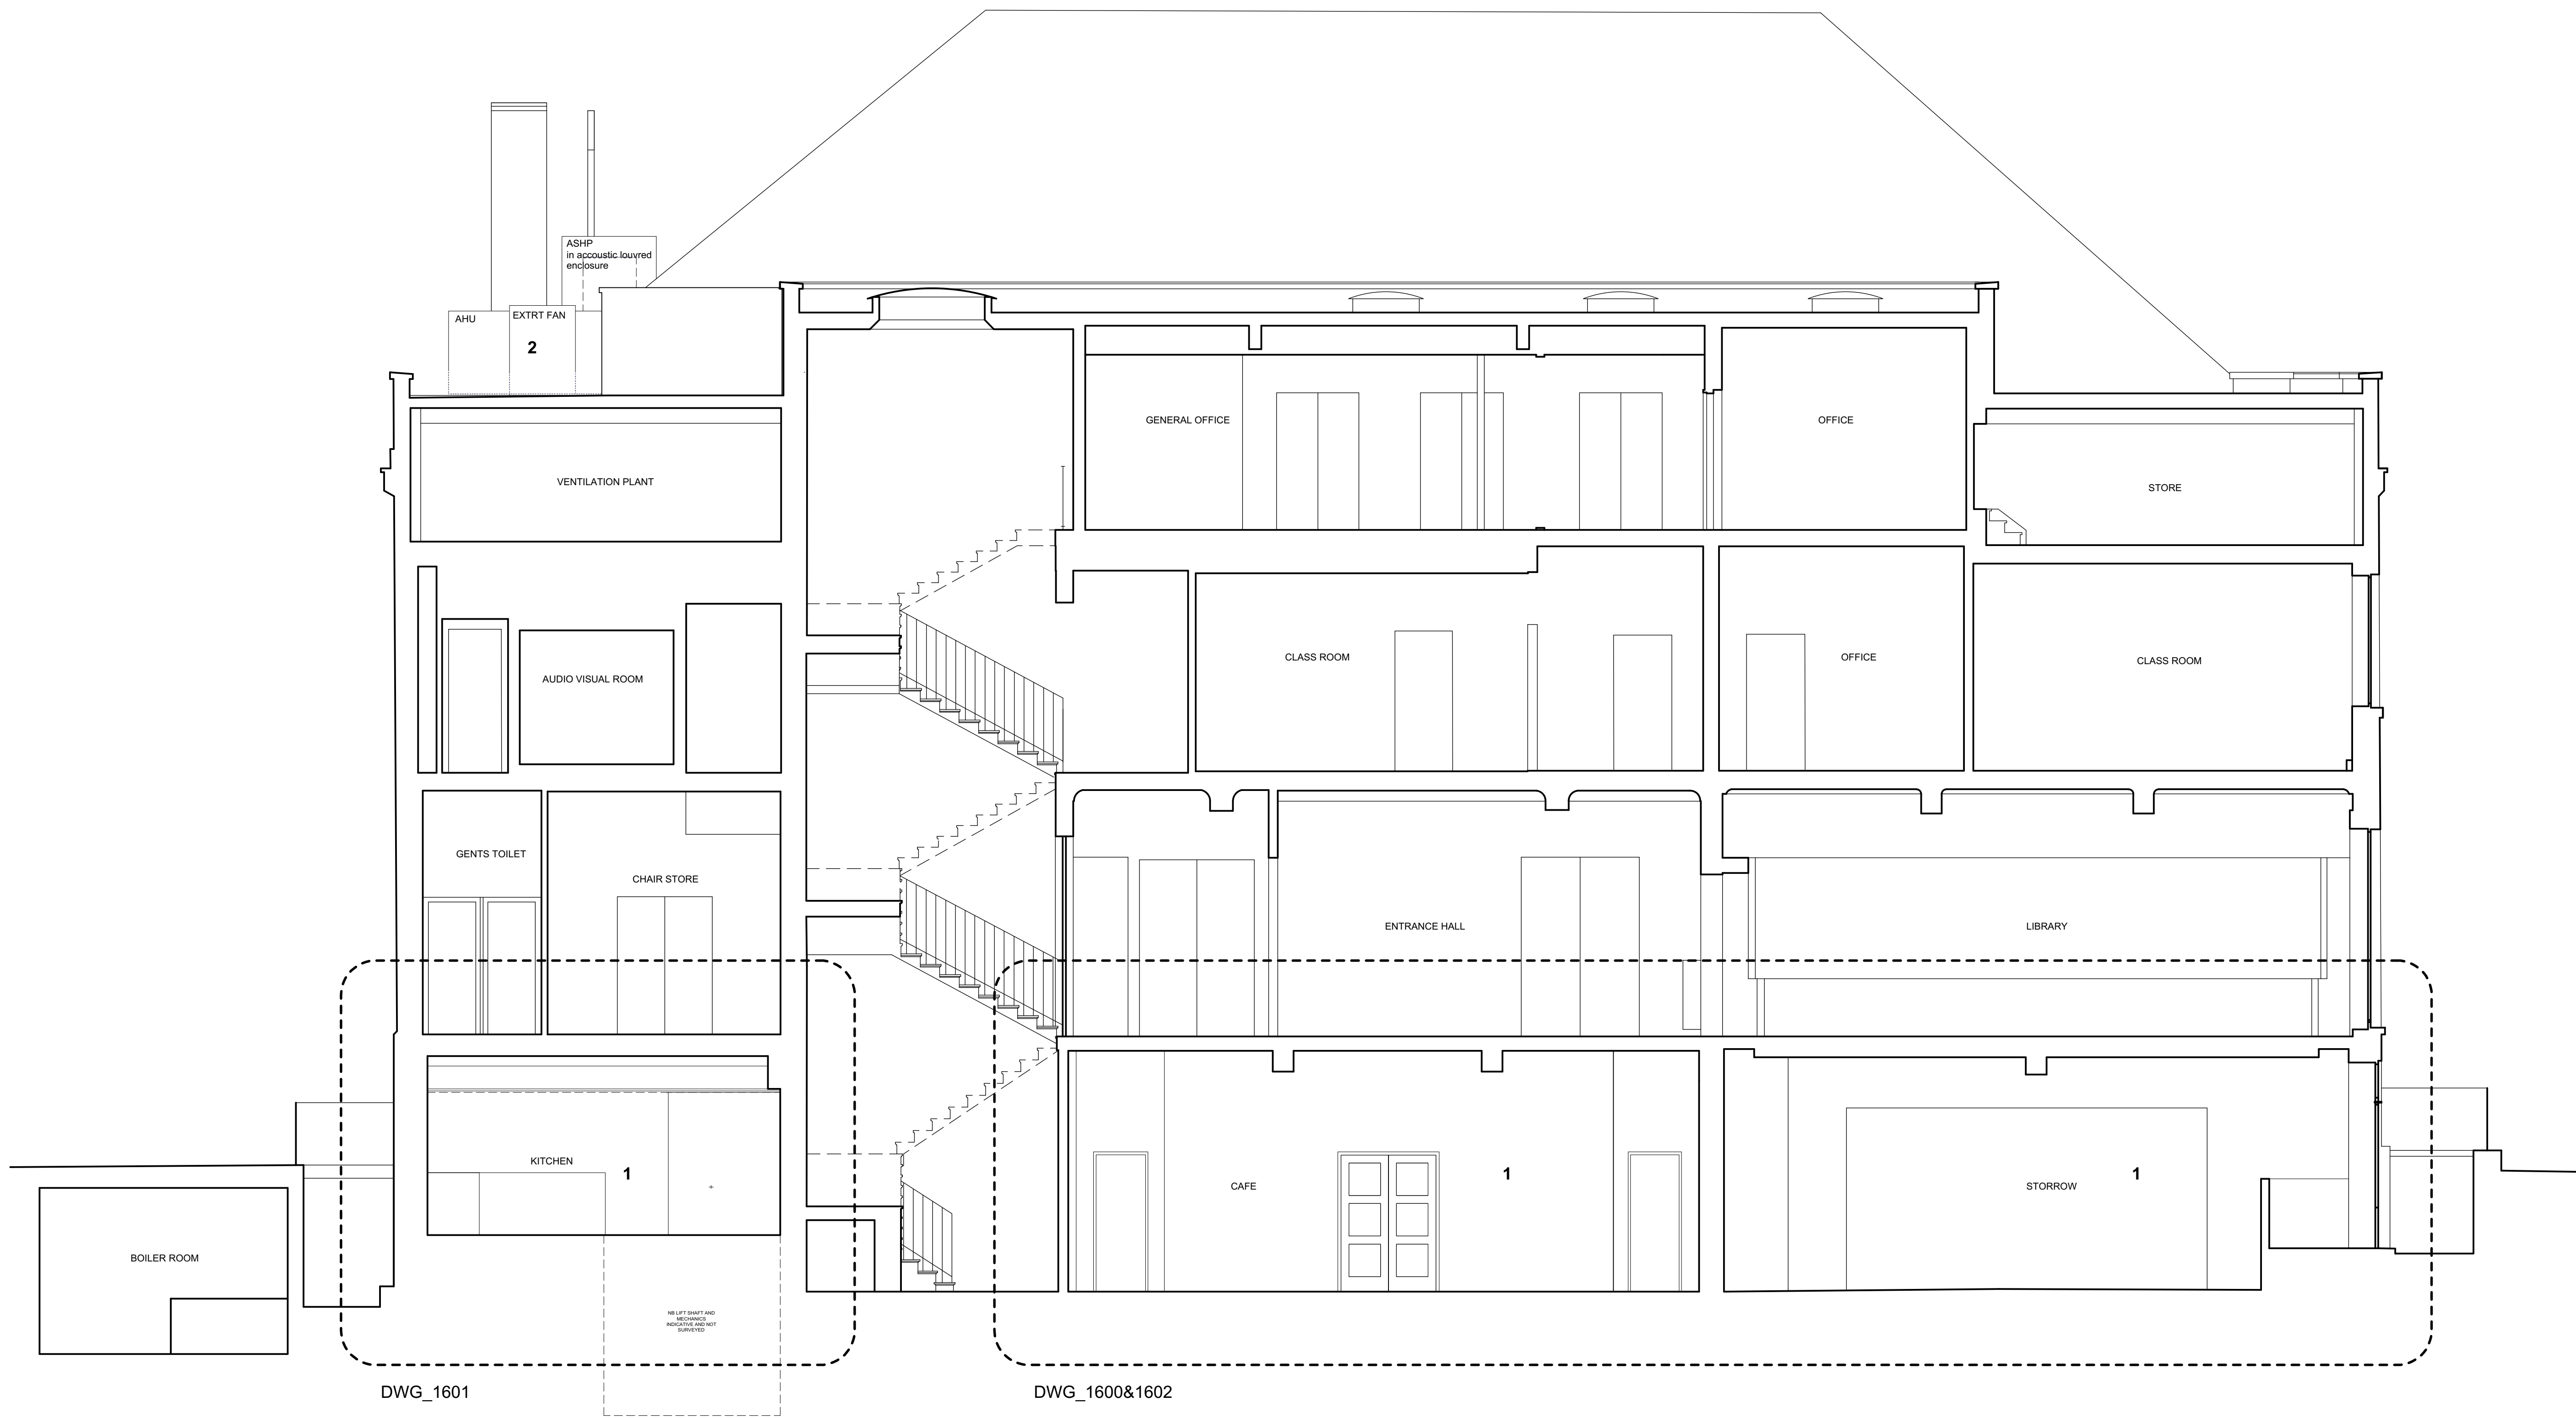 ASHP
in accoustic louvred
enclosure
AHU
EXTRT FAN
2
GENERAL OFFICE
OFFICE
VENTILATION PLANT
STORE
CLASS ROOM
OFFICE
CLASS ROOM
AUDIO VISUAL ROOM
GENTS TOILET
CHAIR STORE
ENTRANCE HALL
LIBRARY
KITCHEN
1
CAFE
1
STORROW
1
BOILER ROOM
NB LIFT SHAFT AND
MECHANICS
INDICATIVE AND NOT
SURVEYED
DWG_1601
DWG_1600&1602